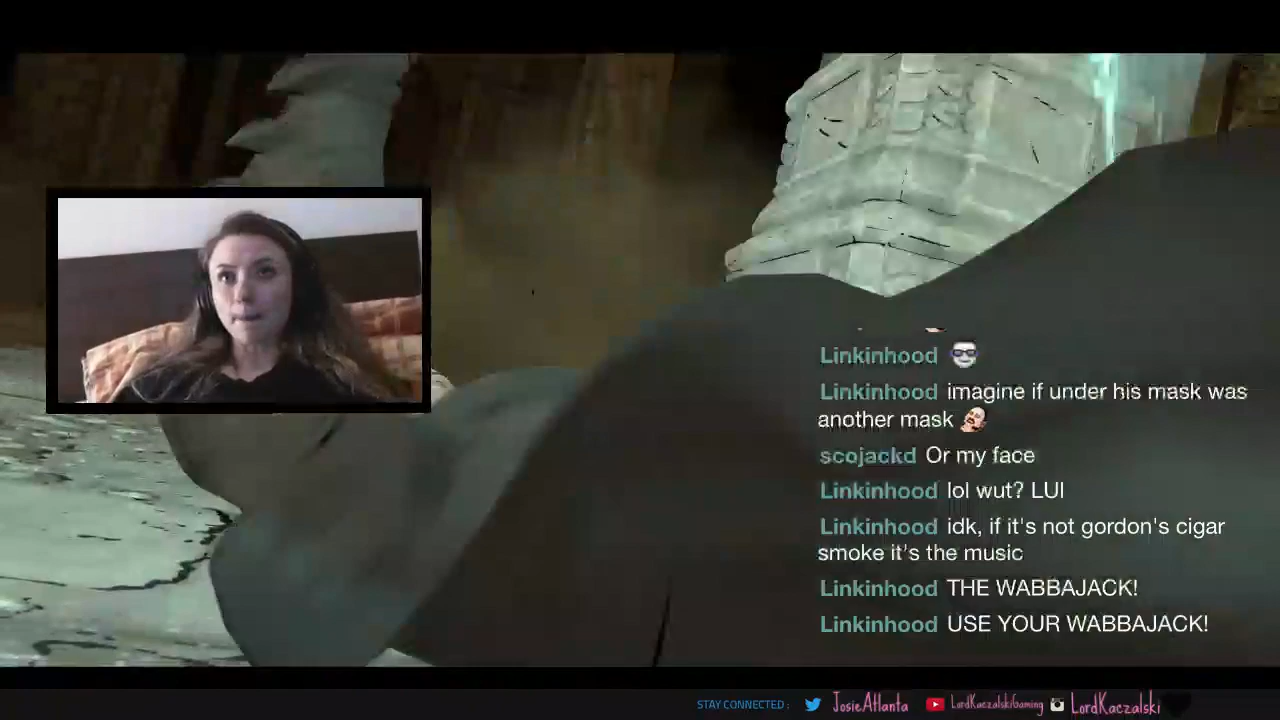 Linkinhood
Linkinhood imagine if under his mask was
another mask
scojackd Or my face
Linkinhood lol wut? LUl
Linkinhood idk, if it's not gordon's cigar
smoke it's the music
Linkinhood THE WABBAJACK!
Linkinhood USE YOUR WABBAJACK!
STAY CONNECTED : JosieAtlanta LordKaczalskiGaming LordKaczalski